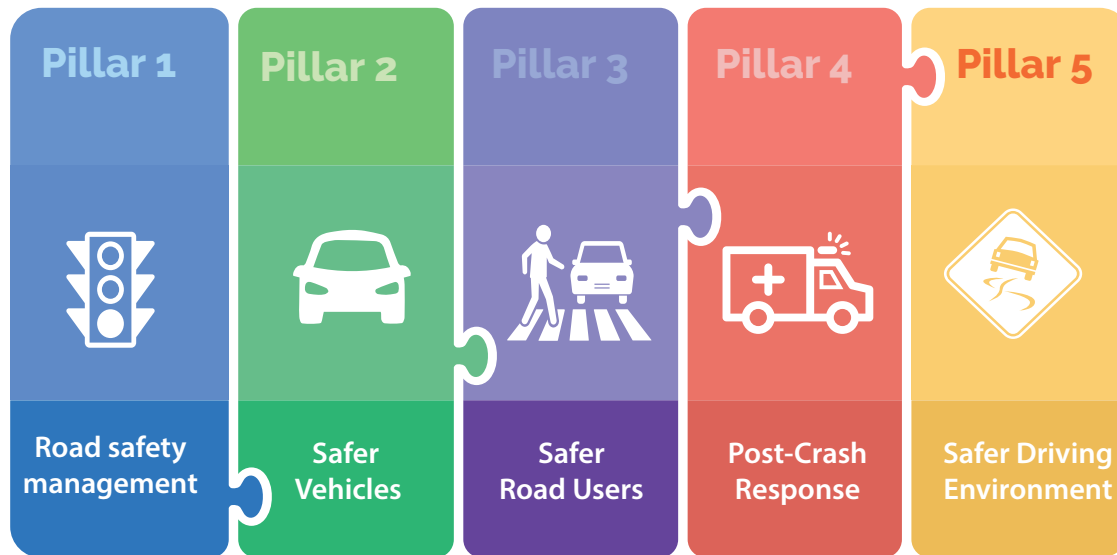 Pillar 1
Pillar 2
Pillar 3
Pillar 4
Pillar 5
Road safety
management
Safer
Vehicles
Safer
Road Users
Post-Crash
Response
Safer Driving
Environment